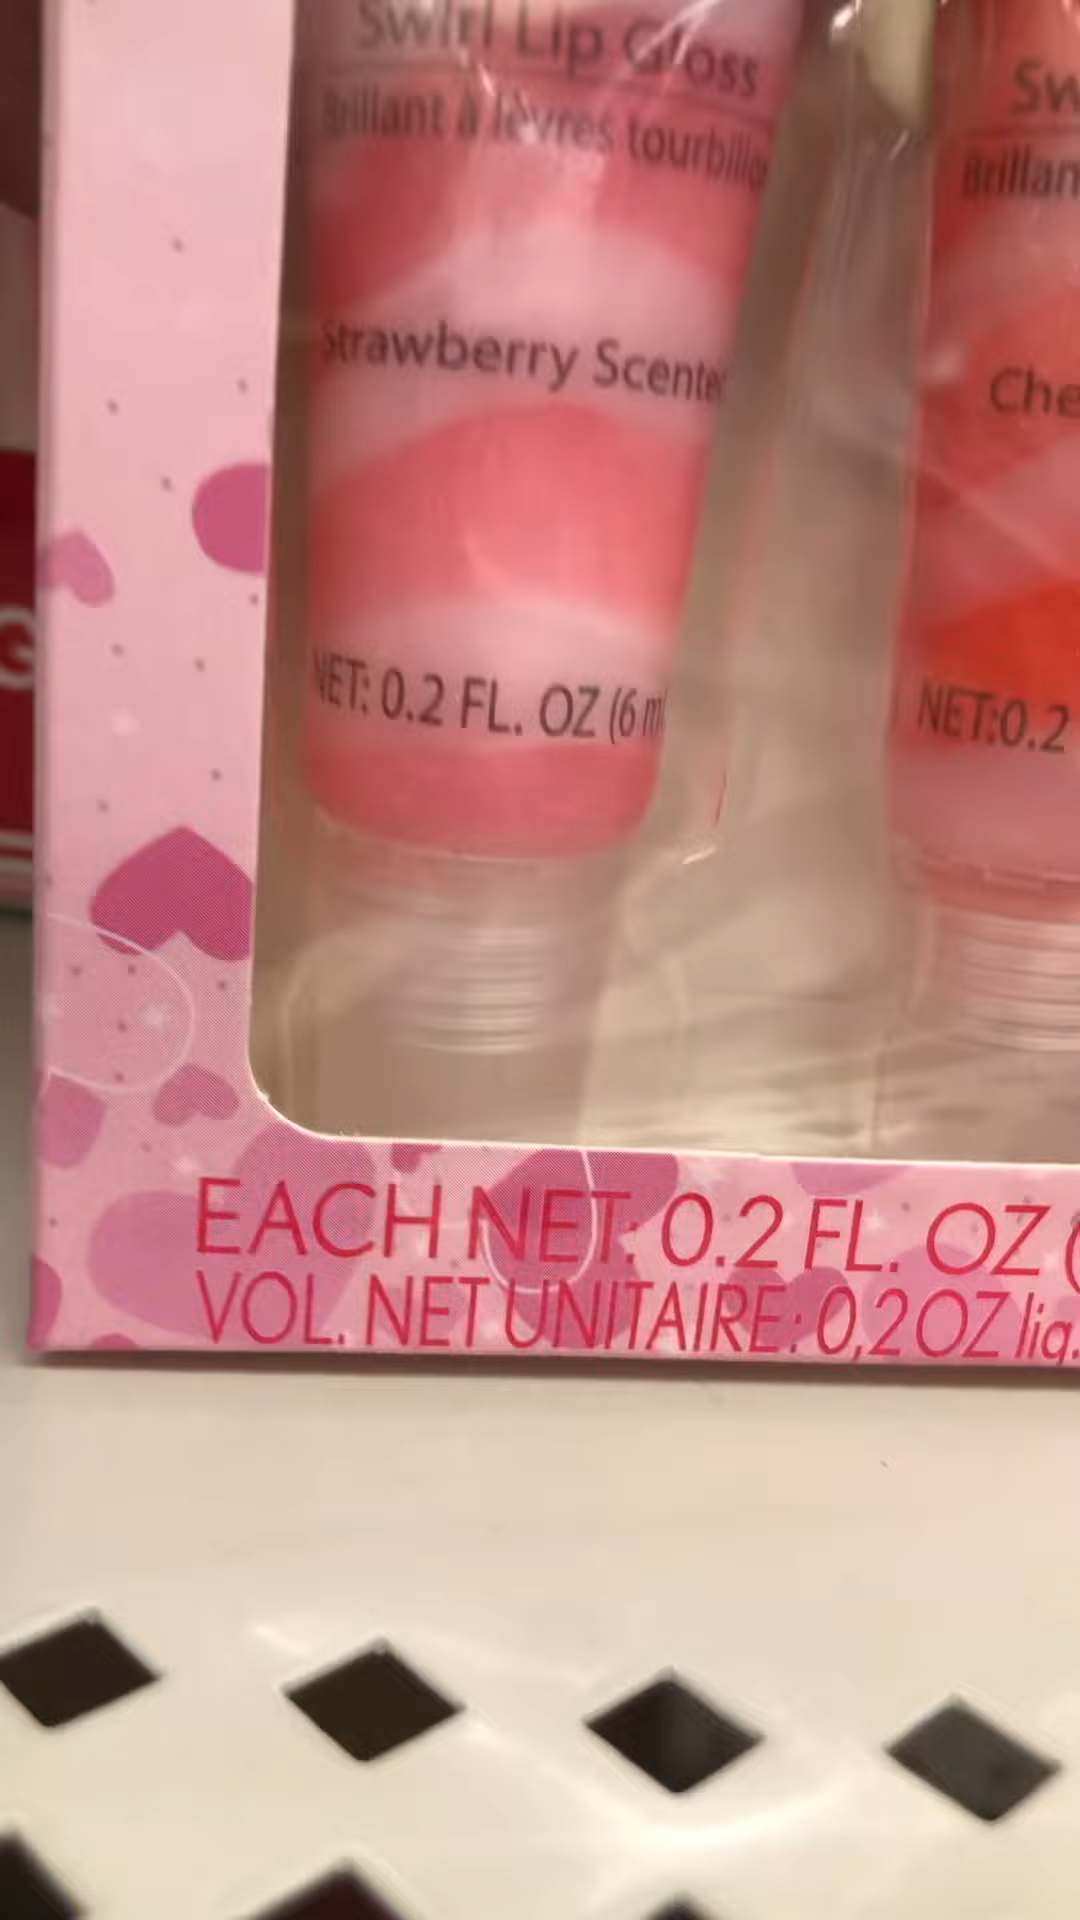 Swirl Lip Gloss
Brillant à lèvres tourbillo
Strawberry Scente
NET: 0.2 FL. OZ (6 ml
Sw
Brillan
Che
NET:0.2
G
EACH NET: 0.2 FL. OZ (
VOL. NET UNITAIRE : 0,2 OZ liq.